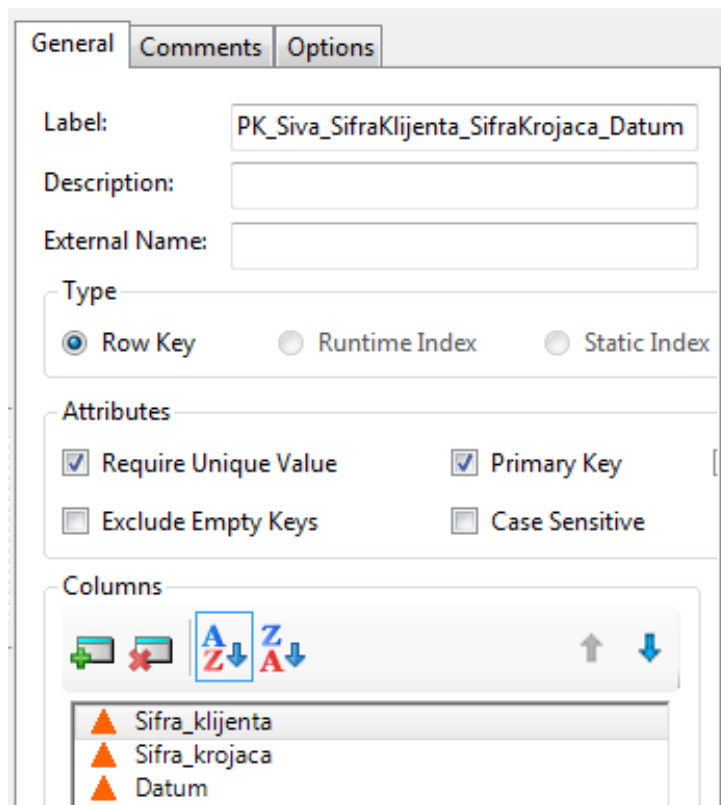 General Comments Options
Label: PK_Siva_SifraKlijenta_SifraKrojaca_Datum
Description:
External Name:
Type
Row Key Runtime Index Static Index
Attributes
Require Unique Value Primary Key
Exclude Empty Keys Case Sensitive
Columns
A Z Z A
Sifra_klijenta
Sifra_krojaca
Datum